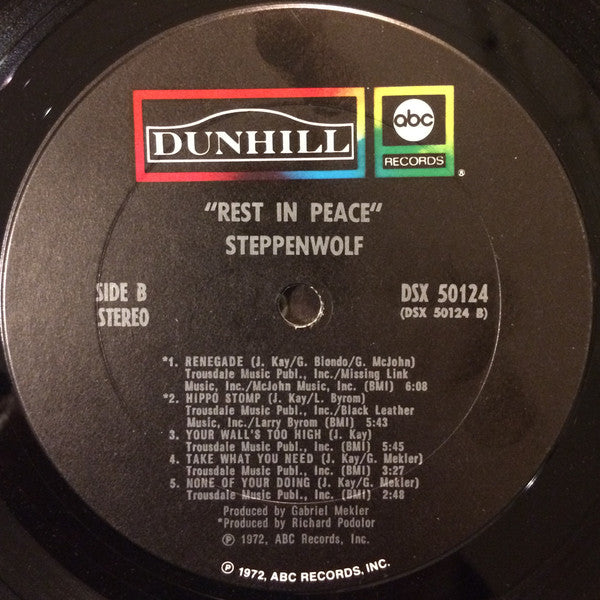 DUNHILL
abc
RECORDS
®
"REST IN PEACE"
STEPPENWOLF
SIDE B
STEREO
DSX 50124
(DSX 50124 B)
*1. RENEGADE (J. Kay/G. Biondo/G. McJohn)
Trousdale Music Publ., Inc./Missing Link
Music, Inc./McJohn Music, Inc. (BMI) 6:08
*2. HIPPO STOMP (J. Kay/L. Byrom)
Trousdale Music Publ., Inc./Black Leather
Music, Inc./Larry Byrom (BMI) 5:43
3. YOUR WALL'S TOO HIGH (J. Kay)
Trousdale Music Publ., Inc. (BMI) 5:45
4. TAKE WHAT YOU NEED (J. Kay/G. Mekler)
Trousdale Music Publ., Inc. (BMI) 3:27
5. NONE OF YOUR DOING (J. Kay/G. Mekler)
Trousdale Music Publ., Inc. (BMI) 2:48
Produced by Gabriel Mekler
*Produced by Richard Podolor
℗ 1972, ABC Records, Inc.
℗ 1972, ABC RECORDS, INC.